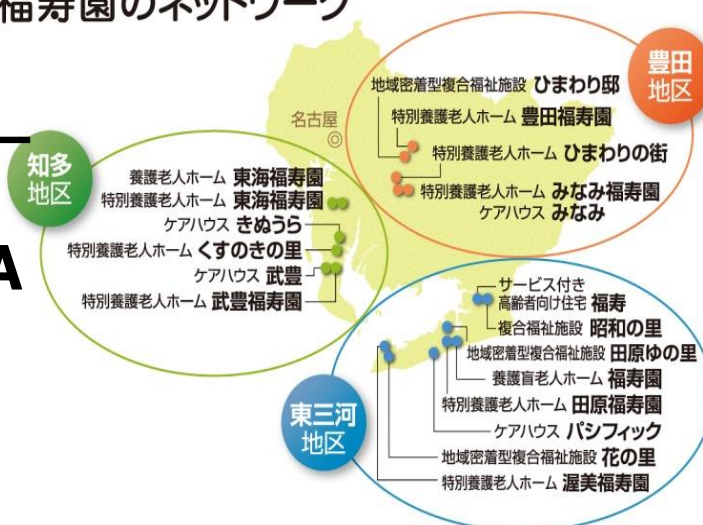 福寿園のネットワーク
豊田
地区
地域密着型複合福祉施設 ひまわり邸
特別養護老人ホーム 豊田福寿園
名古屋
特別養護老人ホーム ひまわりの街
特別養護老人ホーム みなみ福寿園
ケアハウス みなみ
知多
地区
養護老人ホーム 東海福寿園
特別養護老人ホーム 東海福寿園
ケアハウス きぬうら
特別養護老人ホーム くすのきの里
ケアハウス 武豊
特別養護老人ホーム 武豊福寿園
A
東三河
地区
サービス付き
高齢者向け住宅 福寿
複合福祉施設 昭和の里
地域密着型複合福祉施設 田原ゆの里
養護盲老人ホーム 福寿園
特別養護老人ホーム 田原福寿園
ケアハウス パシフィック
地域密着型複合福祉施設 花の里
特別養護老人ホーム 渥美福寿園